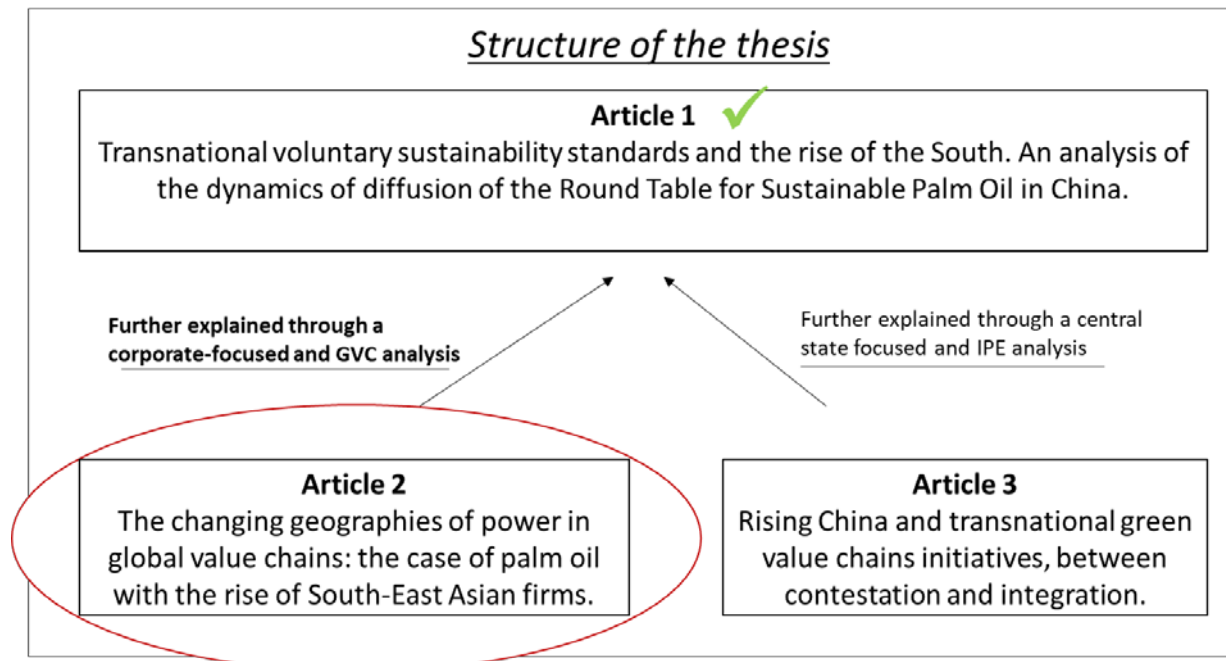 Structure of the thesis
Article 1
Transnational voluntary sustainability standards and the rise of the South. An analysis of
the dynamics of diffusion of the Round Table for Sustainable Palm Oil in China.
Further explained through a
corporate-focused and GVC analysis
Further explained through a central
state focused and IPE analysis
Article 2
The changing geographies of power in
global value chains: the case of palm oil
with the rise of South-East Asian firms.
Article 3
Rising China and transnational green
value chains initiatives, between
contestation and integration.